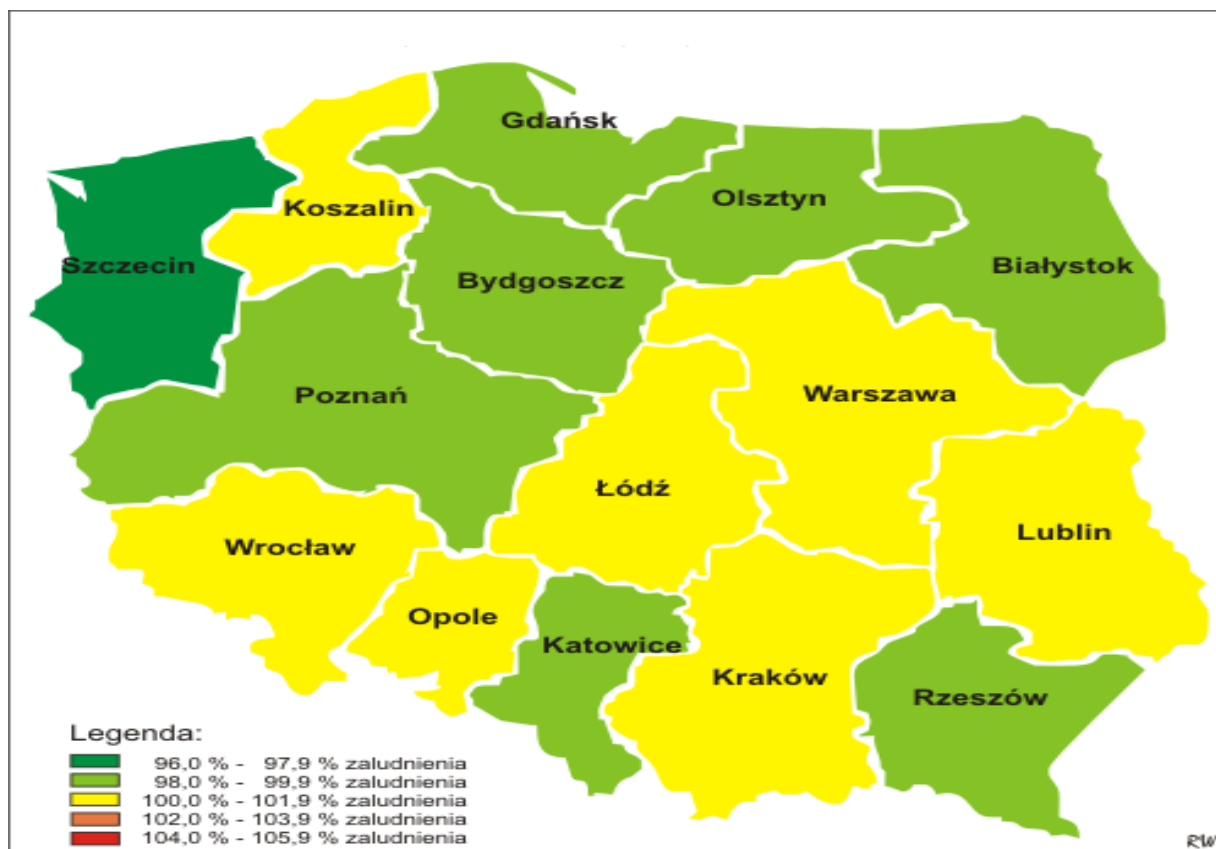 Gdańsk
Olsztyn
Koszalin
Szczecin
Bydgoszcz
Białystok
Poznań
Warszawa
Łódź
Lublin
Wrocław
Opole
Katowice
Kraków
Rzeszów
Legenda:
96,0 % - 97,9 % zaludnienia
98,0 % - 99,9 % zaludnienia
100,0 % - 101,9 % zaludnienia
102,0 % - 103,9 % zaludnienia
104,0 % - 105,9 % zaludnienia
RW